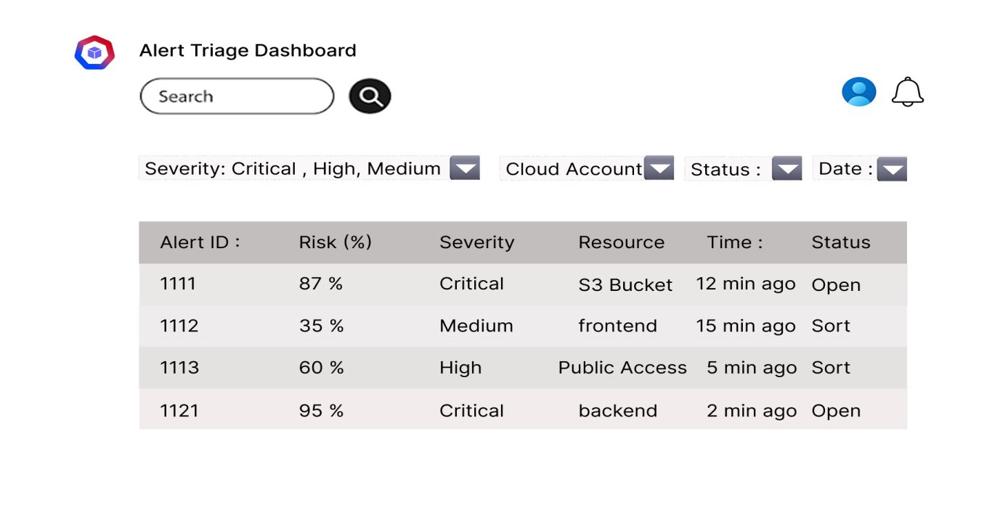 Alert Triage Dashboard
Search
Severity: Critical , High, Medium Cloud Account Status : Date :
Alert ID : Risk (%) Severity Resource Time : Status
1111 87 % Critical S3 Bucket 12 min ago Open
1112 35 % Medium frontend 15 min ago Sort
1113 60 % High Public Access 5 min ago Sort
1121 95 % Critical backend 2 min ago Open